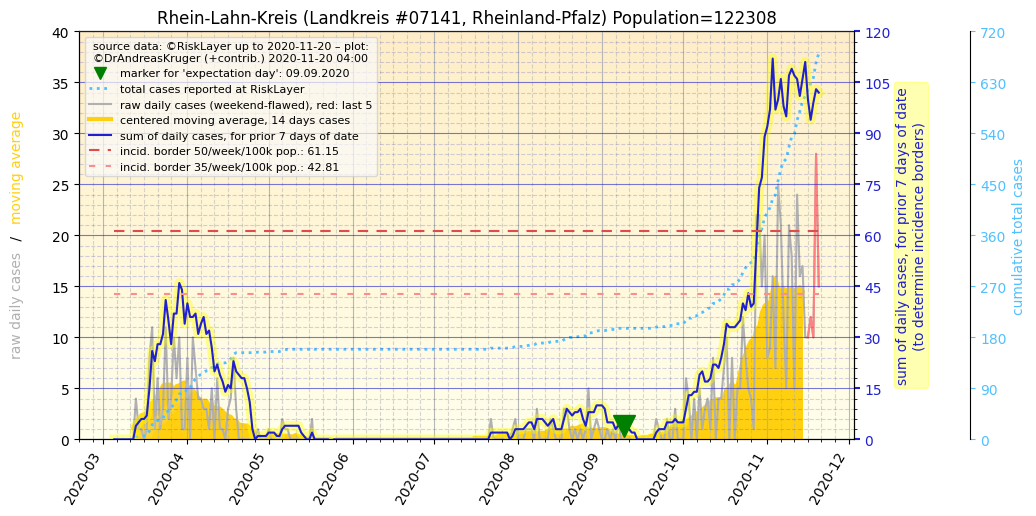 Rhein-Lahn-Kreis (Landkreis #07141, Rheinland-Pfalz) Population=122308
source data: ©RiskLayer up to 2020-11-20 – plot:
©DrAndreasKruger (+contrib.) 2020-11-20 04:00
marker for 'expectation day': 09.09.2020
total cases reported at RiskLayer
raw daily cases (weekend-flawed), red: last 5
centered moving average, 14 days cases
sum of daily cases, for prior 7 days of date
incid. border 50/week/100k pop.: 61.15
incid. border 35/week/100k pop.: 42.81
raw daily cases / moving average
40
35
30
25
20
15
10
5
0
2020-03
2020-04
2020-05
2020-06
2020-07
2020-08
2020-09
2020-10
2020-11
2020-12
120
105
90
75
60
45
30
15
0
sum of daily cases, for prior 7 days of date
(to determine incidence borders)
720
630
540
450
360
270
180
90
0
cumulative total cases